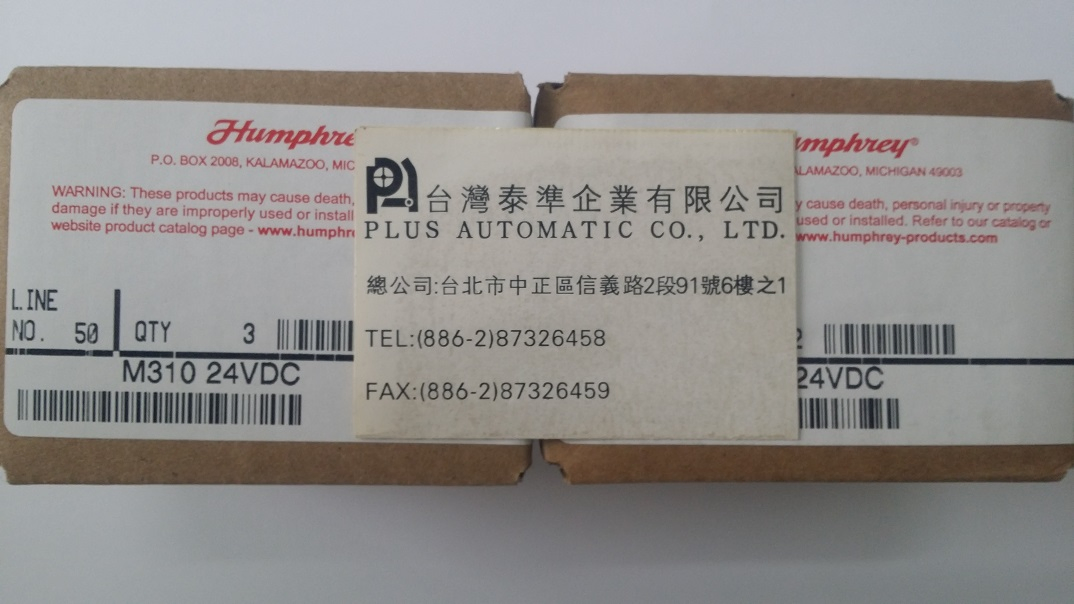 Humphre
P.O. BOX 2008, KALAMAZOO, MIC
WARNING: These products may cause death,
damage if they are improperly used or install
website product catalog page - www.humphr
LINE
NO. 50
QTY 3
M310 24VDC
PA
台灣泰準企業有限公司
PLUS AUTOMATIC CO., LTD.
總公司:台北市中正區信義路2段91號6樓之1
TEL:(886-2)87326458
FAX:(886-2)87326459
mphrey®
LAMAZOO, MICHIGAN 49003
y cause death, personal injury or property
used or installed. Refer to our catalog or
www.humphrey-products.com
2
24VDC